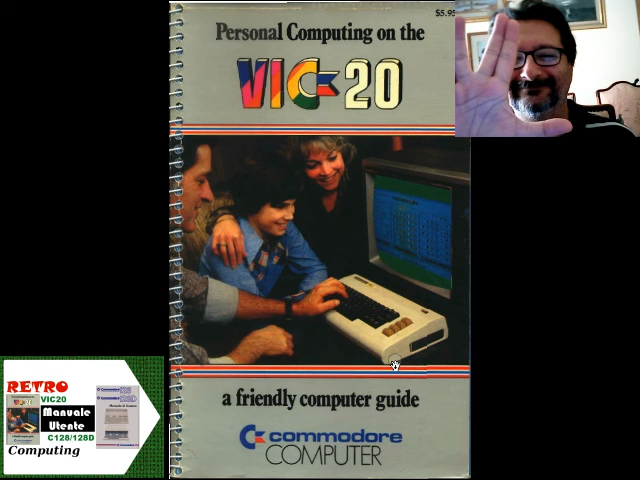 $5.95
Personal Computing on the
VIC-20
a friendly computer guide
commodore
COMPUTER
RETRO
VIC20
Manuale
Utente
C128/128D
Computing